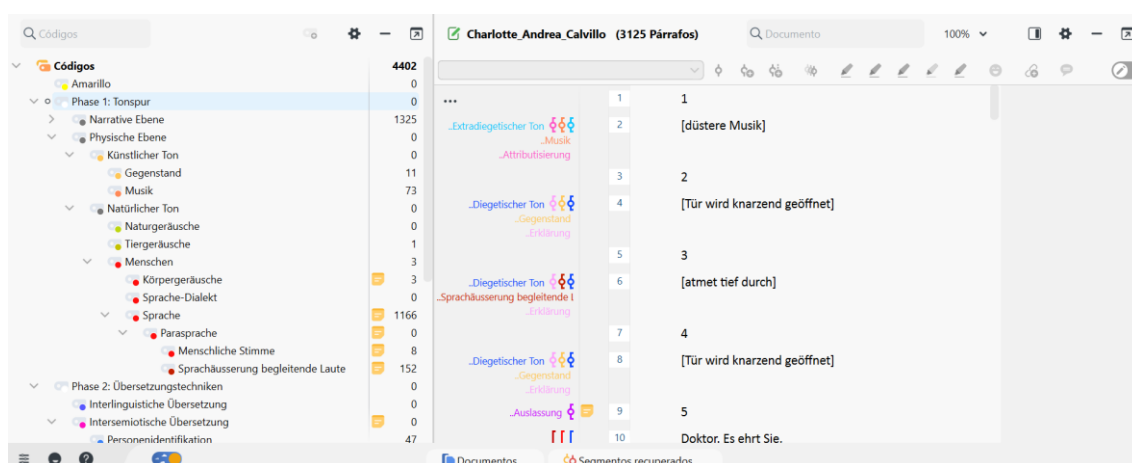 Códigos
Códigos 4402
Amarillo 0
Phase 1: Tonspur 0
Narrative Ebene 1325
Physische Ebene 0
Künstlicher Ton 0
Gegenstand 11
Musik 73
Natürlicher Ton 0
Naturgeräusche 0
Tiergeräusche 1
Menschen 3
Körpergeräusche 3
Sprache-Dialekt 0
Sprache 1166
Parasprache 0
Menschliche Stimme 8
Sprachäusserung begleitende Laute 152
Phase 2: Übersetzungstechniken 0
Interlinguistiche Übersetzung 0
Intersemiotische Übersetzung 0
Personenidentifikation 47
Charlotte_Andrea_Calvillo (3125 Párrafos) Documento 100%
... 1 1
..Extradiegetischer Ton 2 [düstere Musik]
..Musik
..Attributisierung
3 2
..Diegetischer Ton 4 [Tür wird knarzend geöffnet]
..Gegenstand
..Erklärung
5 3
..Diegetischer Ton 6 [atmet tief durch]
..Sprachäusserung begleitende L
..Erklärung
7 4
..Diegetischer Ton 8 [Tür wird knarzend geöffnet]
..Gegenstand
..Erklärung
..Auslassung 9 5
10 Doktor. Es ehrt Sie,
Documentos Segmentos recuperados